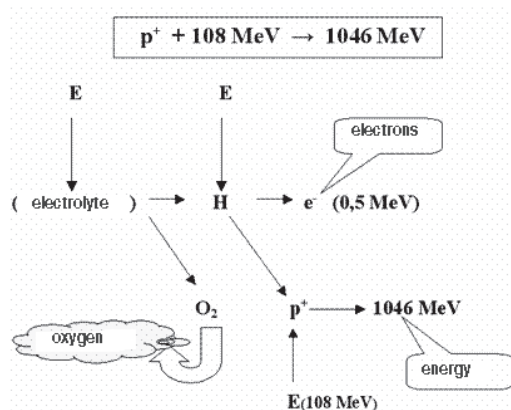 p⁺ + 108 MeV → 1046 MeV
E E
electrons
( electrolyte ) → H → e⁻ (0,5 MeV)
O₂ p⁺ → 1046 MeV
oxygen
energy
E(108 MeV)